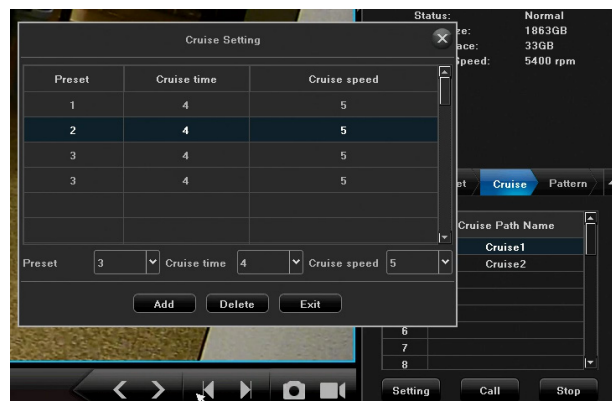 Status: Normal
ze: 1863GB
ace: 33GB
Speed: 5400 rpm
Cruise Setting
Preset Cruise time Cruise speed
1 4 5
2 4 5
3 4 5
3 4 5
Preset 3 Cruise time 4 Cruise speed 5
Add Delete Exit
et Cruise Pattern
Cruise Path Name
Cruise1
Cruise2
6
7
8
Setting Call Stop